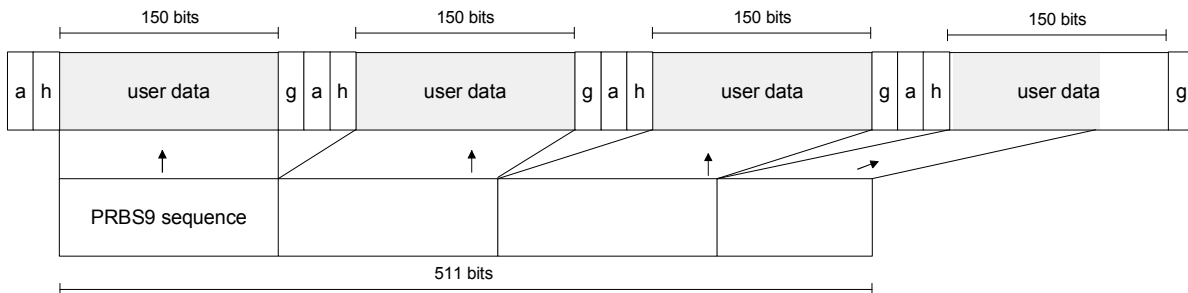 150 bits 150 bits 150 bits 150 bits
a h user data g a h user data g a h user data g a h user data g
PRBS9 sequence
511 bits